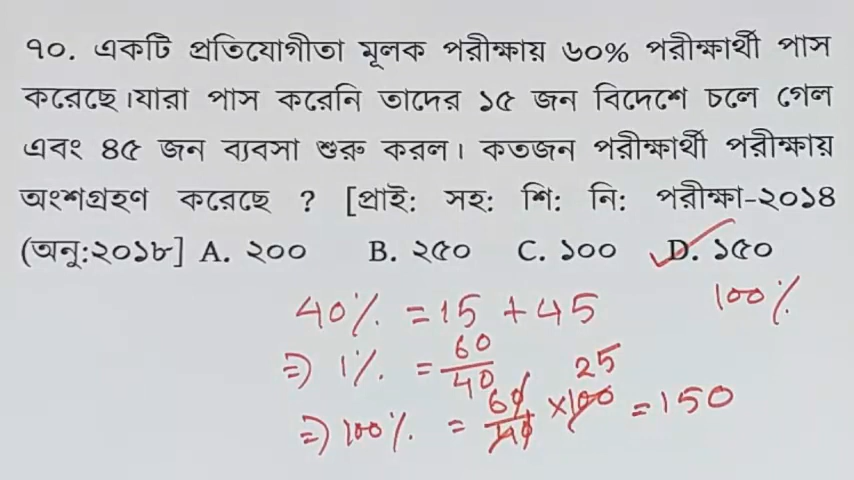 ৭০. একটি প্রতিযোগীতা মূলক পরীক্ষায় ৬০% পরীক্ষার্থী পাস
করেছে।যারা পাস করেনি তাদের ১৫ জন বিদেশে চলে গেল
এবং ৪৫ জন ব্যবসা শুরু করল। কতজন পরীক্ষার্থী পরীক্ষায়
অংশগ্রহণ করেছে ? [প্রাই: সহ: শি: নি: পরীক্ষা-২০১৪
(অনু:২০১৮] A. ২০০ B. ২৫০ C. ১০০ D. ১৫০
40% = 15 + 45 100%
⇒ 1% = 60/40
25
⇒ 100% = 60/40 × 100 = 150